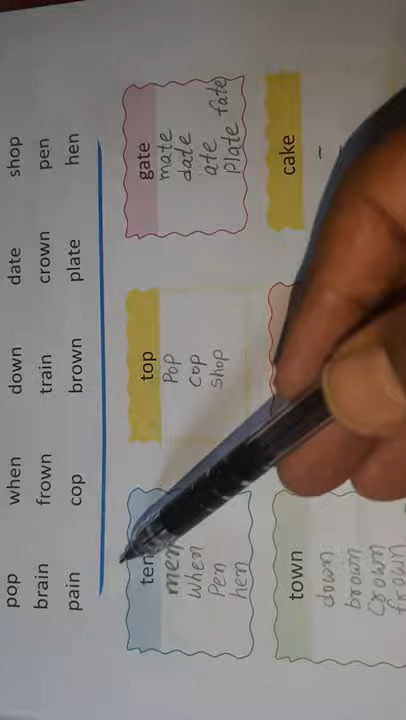 pop when down date shop
brain frown train crown pen
pain cop brown plate hen
ten
men
when
Pen
hen
top
Pop
cop
shop
gate
mate
date
ate
Plate fate
town
down
brown
Crown
frown
cake